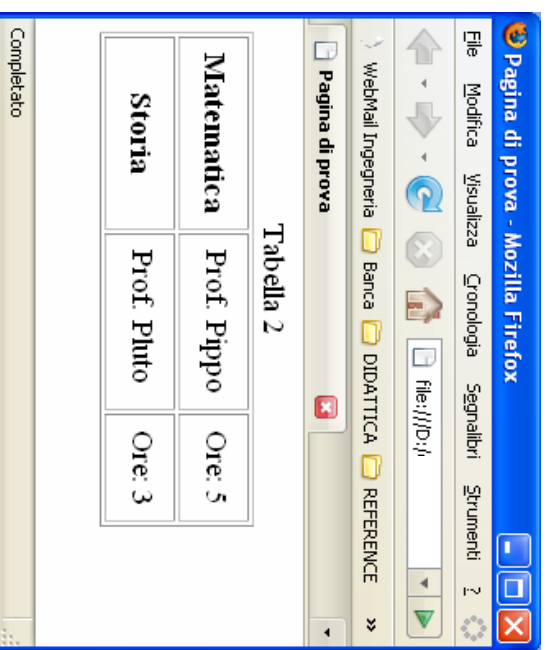 Pagina di prova - Mozilla Firefox
File Modifica Visualizza Cronologia Segnalibri Strumenti ?
file:///D:/
WebMail Ingegneria Banca DIDATTICA REFERENCE »
Pagina di prova
Tabella 2
Matematica Prof. Pippo Ore: 5
Storia Prof. Pluto Ore: 3
Completato